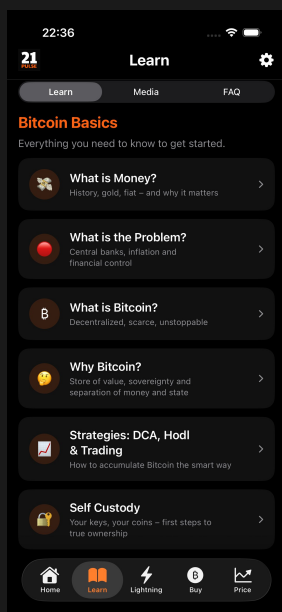 22:36
21
PULSE
Learn
Learn
Media
FAQ
Bitcoin Basics
Everything you need to know to get started.
What is Money?
History, gold, fiat – and why it matters
What is the Problem?
Central banks, inflation and
financial control
What is Bitcoin?
Decentralized, scarce, unstoppable
Why Bitcoin?
Store of value, sovereignty and
separation of money and state
Strategies: DCA, Hodl
& Trading
How to accumulate Bitcoin the smart way
Self Custody
Your keys, your coins – first steps to
true ownership
Home
Learn
Lightning
Buy
Price